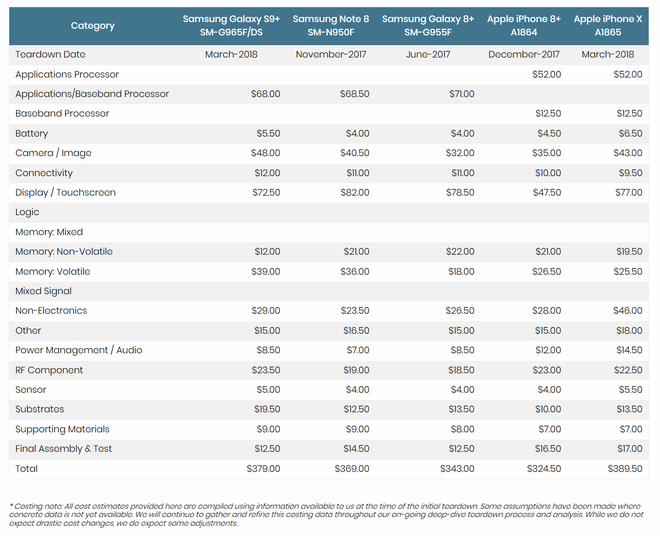 Category Samsung Galaxy S9+ SM-G965F/DS Samsung Note 8 SM-N950F Samsung Galaxy 8+ SM-G955F Apple iPhone 8+ A1864 Apple iPhone X A1865
Teardown Date March-2018 November-2017 June-2017 December-2017 March-2018
Applications Processor $52.00 $52.00
Applications/Baseband Processor $68.00 $68.50 $71.00
Baseband Processor $12.50 $12.50
Battery $5.50 $4.00 $4.00 $4.50 $6.50
Camera / Image $48.00 $40.50 $32.00 $35.00 $43.00
Connectivity $12.00 $11.00 $11.00 $10.00 $9.50
Display / Touchscreen $72.50 $82.00 $78.50 $47.50 $77.00
Logic
Memory: Mixed
Memory: Non-Volatile $12.00 $21.00 $22.00 $21.00 $19.50
Memory: Volatile $39.00 $36.00 $18.00 $26.50 $25.50
Mixed Signal
Non-Electronics $29.00 $23.50 $26.50 $28.00 $46.00
Other $15.00 $16.50 $15.00 $15.00 $18.00
Power Management / Audio $8.50 $7.00 $8.50 $12.00 $14.50
RF Component $23.50 $19.00 $18.50 $23.00 $22.50
Sensor $5.00 $4.00 $4.00 $4.00 $5.50
Substrates $19.50 $12.50 $13.50 $10.00 $13.50
Supporting Materials $9.00 $9.00 $8.00 $7.00 $7.00
Final Assembly & Test $12.50 $14.50 $12.50 $16.50 $17.00
Total $379.00 $369.00 $343.00 $324.50 $389.50
* Costing note: All cost estimates provided here are compiled using information available to us at the time of the initial teardown. Some assumptions have been made where
concrete data is not yet available. We will continue to gather and refine this costing data throughout our on-going deep-dive teardown process and analysis. While we do not
expect drastic cost changes, we do expect some adjustments.